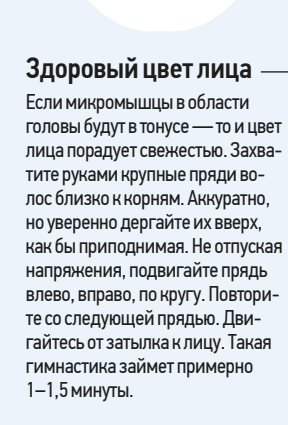 Здоровый цвет лица
Если микромышцы в области
головы будут в тонусе — то и цвет
лица порадует свежестью. Захва-
тите руками крупные пряди во-
лос близко к корням. Аккуратно,
но уверенно дергайте их вверх,
как бы приподнимая. Не отпуская
напряжения, подвигайте прядь
влево, вправо, по кругу. Повтори-
те со следующей прядью. Дви-
гайтесь от затылка к лицу. Такая
гимнастика займет примерно
1–1,5 минуты.